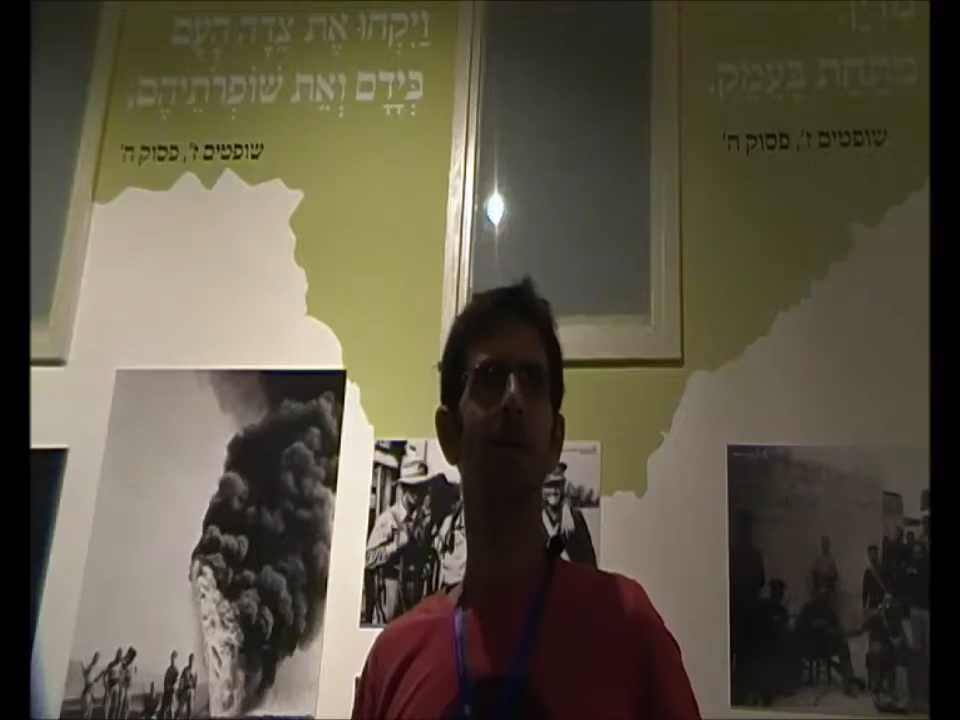 וַיִּקְחוּ אֶת צֵדָה הָעָם
בְּיָדָם וְאֵת שׁוֹפְרֹתֵיהֶם,
שופטים ז', פסוק ח'
מִדְיָן
מִתַּחַת בָּעֵמֶק.
שופטים ז', פסוק ח'